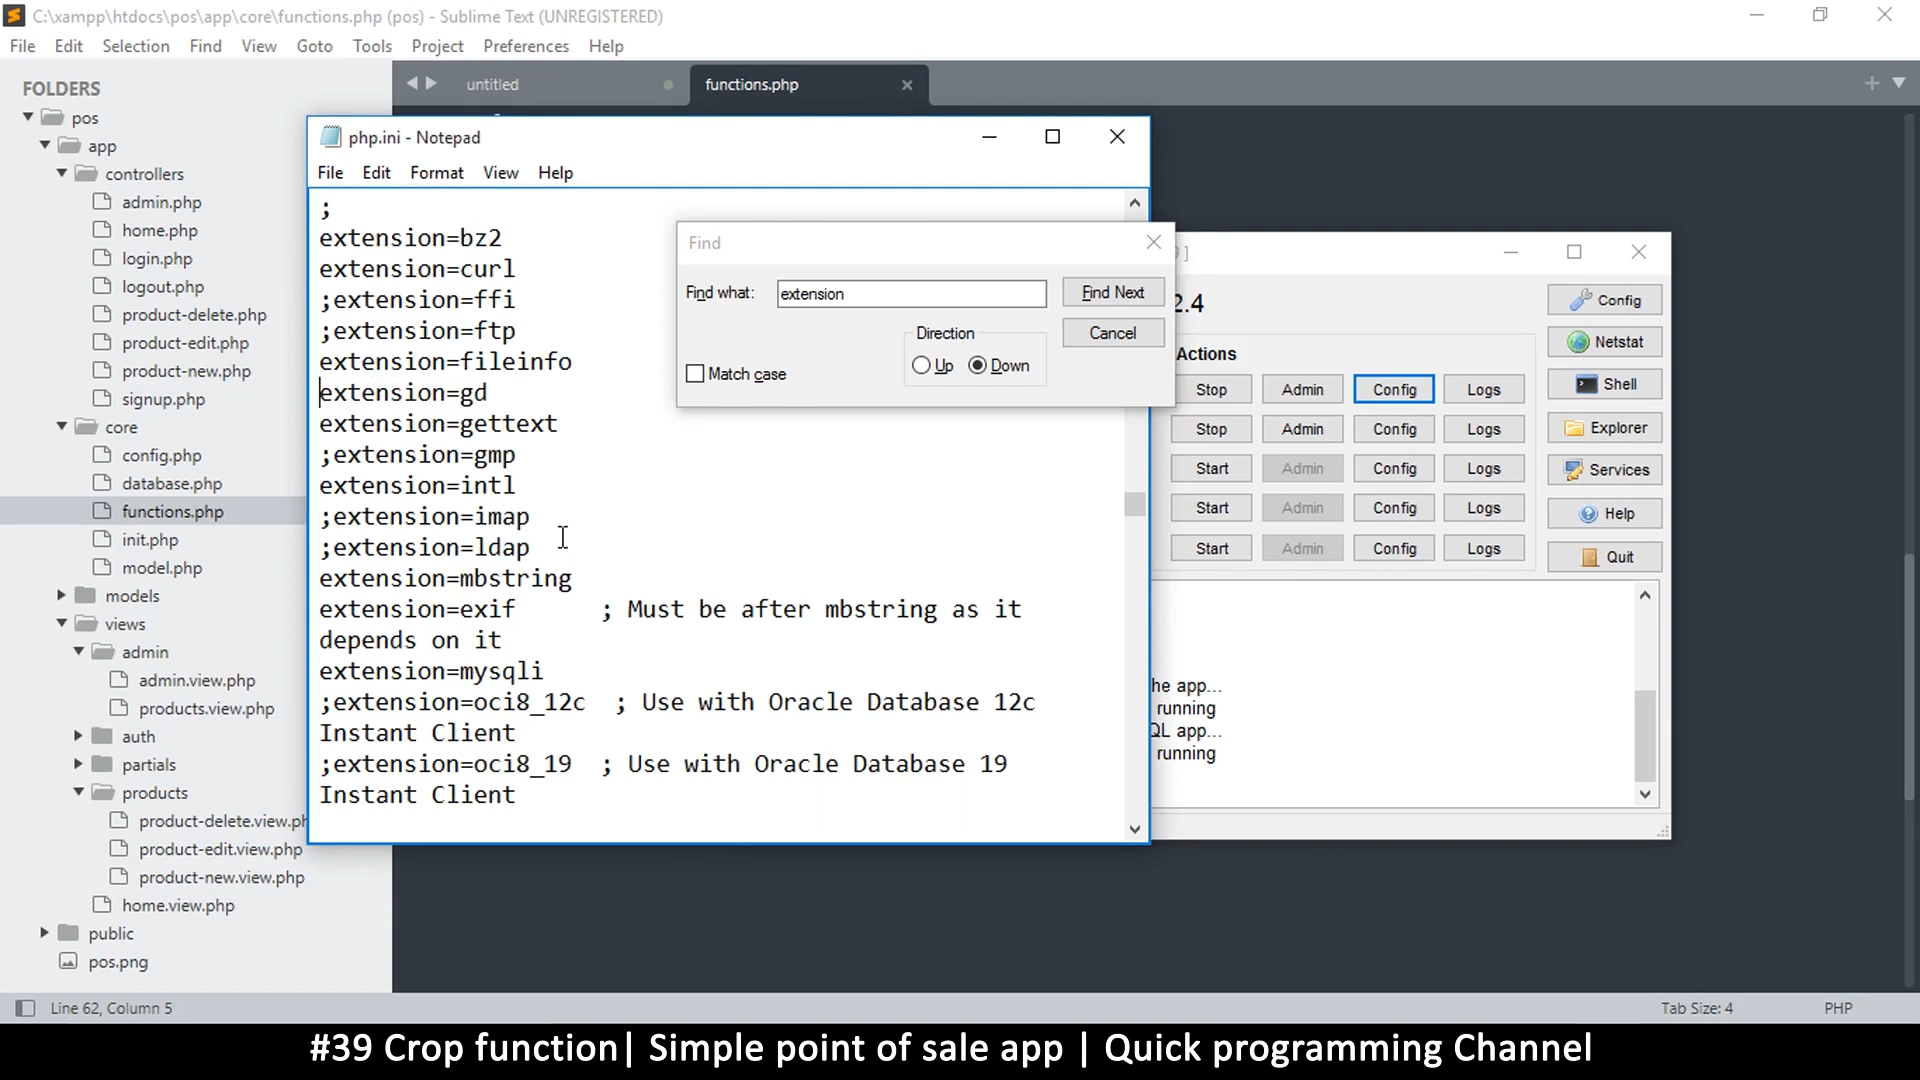 C:\xampp\htdocs\pos\app\core\functions.php (pos) - Sublime Text (UNREGISTERED)
File Edit Selection Find View Goto Tools Project Preferences Help
FOLDERS
pos
app
controllers
admin.php
home.php
login.php
logout.php
product-delete.php
product-edit.php
product-new.php
signup.php
core
config.php
database.php
functions.php
init.php
model.php
models
views
admin
admin.view.php
products.view.php
auth
partials
products
product-delete.view.ph
product-edit.view.php
product-new.view.php
home.view.php
public
pos.png
untitled
functions.php
php.ini - Notepad
File Edit Format View Help
;
extension=bz2
extension=curl
;extension=ffi
;extension=ftp
extension=fileinfo
extension=gd
extension=gettext
;extension=gmp
extension=intl
;extension=imap
;extension=ldap
extension=mbstring
extension=exif ; Must be after mbstring as it
depends on it
extension=mysqli
;extension=oci8_12c ; Use with Oracle Database 12c
Instant Client
;extension=oci8_19 ; Use with Oracle Database 19
Instant Client
Find
Find what: extension Find Next
Direction Cancel
Match case Up Down
]
2.4
Actions
Stop Admin Config Logs
Stop Admin Config Logs
Start Admin Config Logs
Start Admin Config Logs
Start Admin Config Logs
Config
Netstat
Shell
Explorer
Services
Help
Quit
he app...
running
QL app...
running
Line 62, Column 5
Tab Size: 4 PHP
#39 Crop function| Simple point of sale app | Quick programming Channel